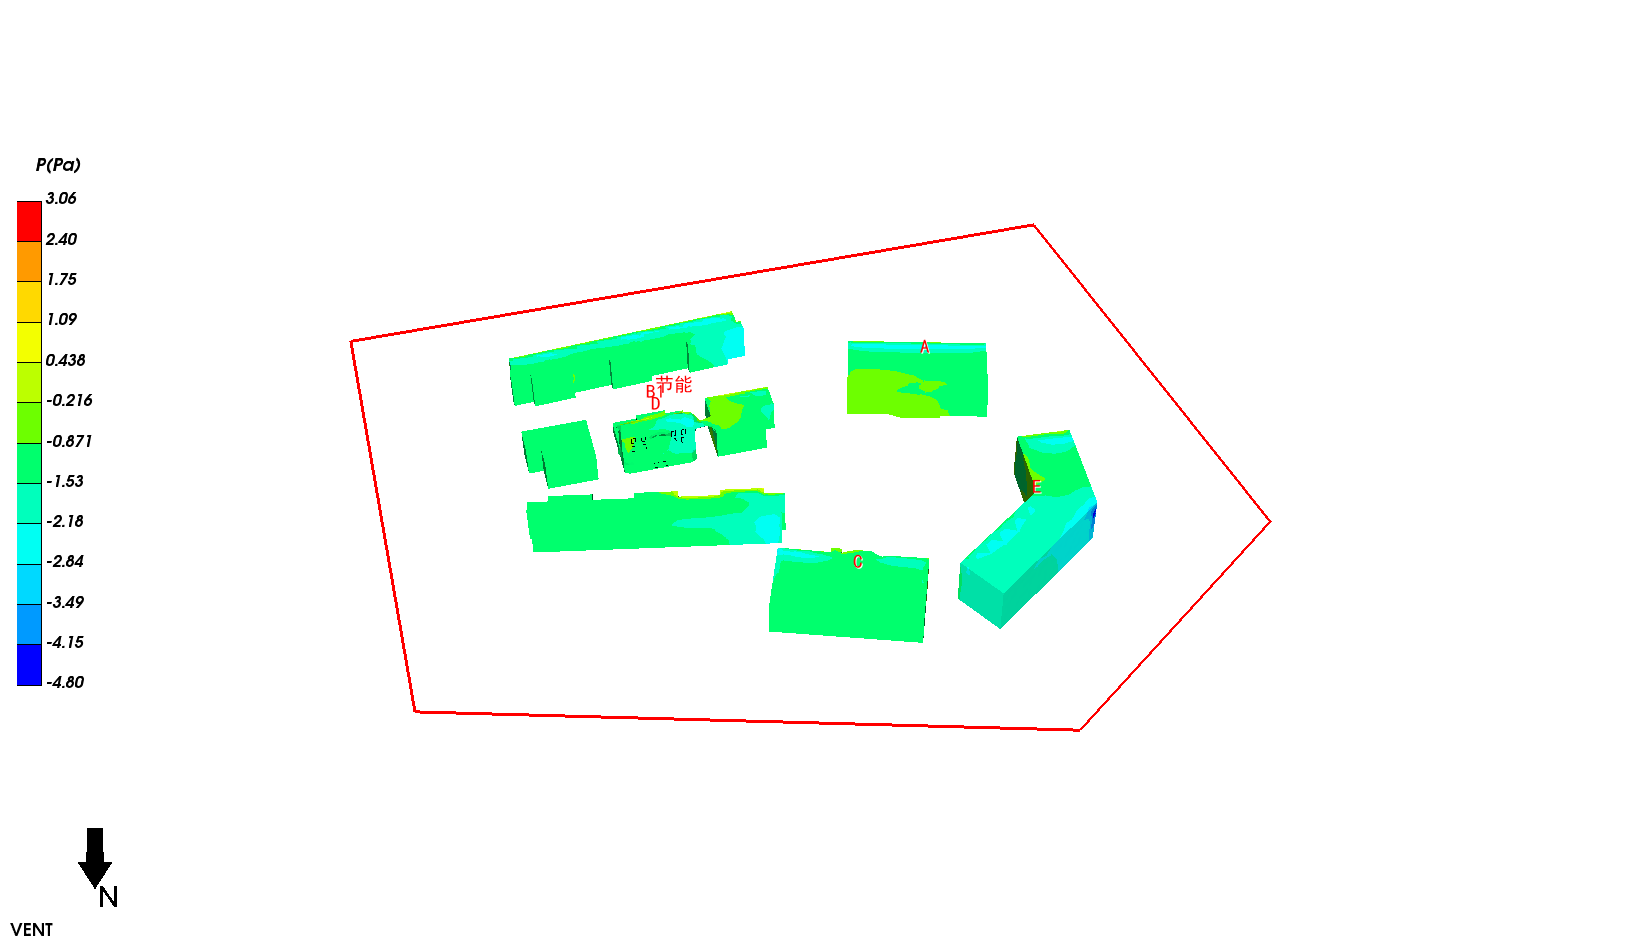 P(Pa)
3.06
2.40
1.75
1.09
0.438
-0.216
-0.871
-1.53
-2.18
-2.84
-3.49
-4.15
-4.80
A
节能
B1
D
E
C
N
VENT